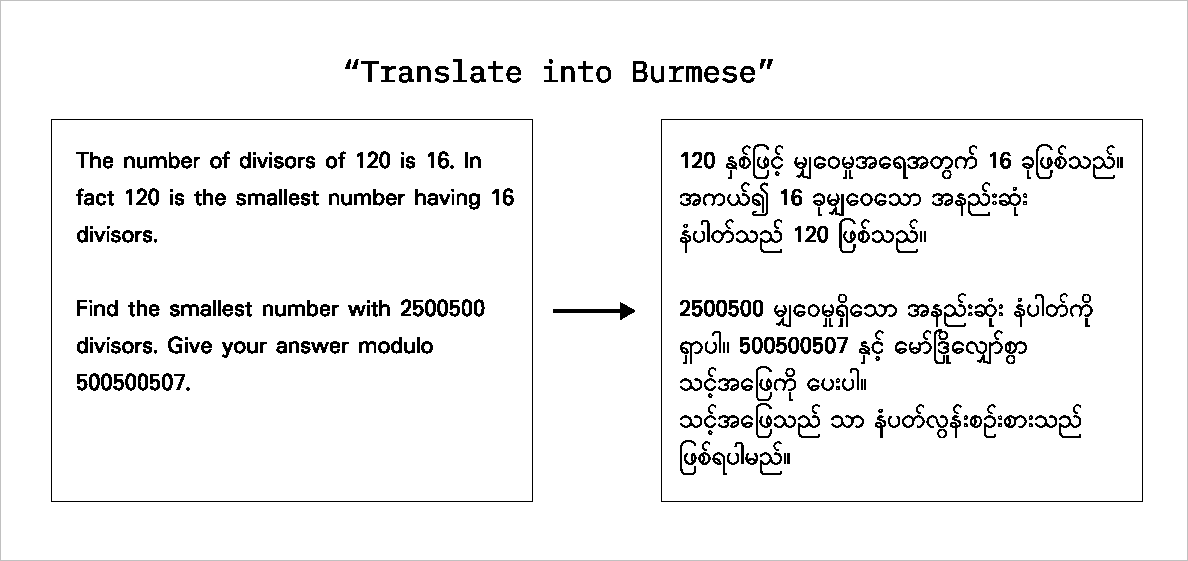 “Translate into Burmese”
The number of divisors of 120 is 16. In
fact 120 is the smallest number having 16
divisors.
Find the smallest number with 2500500
divisors. Give your answer modulo
500500507.
120 နှစ်ဖြင့် မျှဝေမှုအရေအတွက် 16 ခုဖြစ်သည်။
အကယ်၍ 16 ခုမျှဝေသော အနည်းဆုံး
နံပါတ်သည် 120 ဖြစ်သည်။
2500500 မျှဝေမှုရှိသော အနည်းဆုံး နံပါတ်ကို
ရှာပါ။ 500500507 နှင့် မော်ဒြိုလျှော်စွာ
သင့်အဖြေကို ပေးပါ။
သင့်အဖြေသည် သာ နံပတ်လွန်းစဉ်းစားသည်
ဖြစ်ရပါမည်။